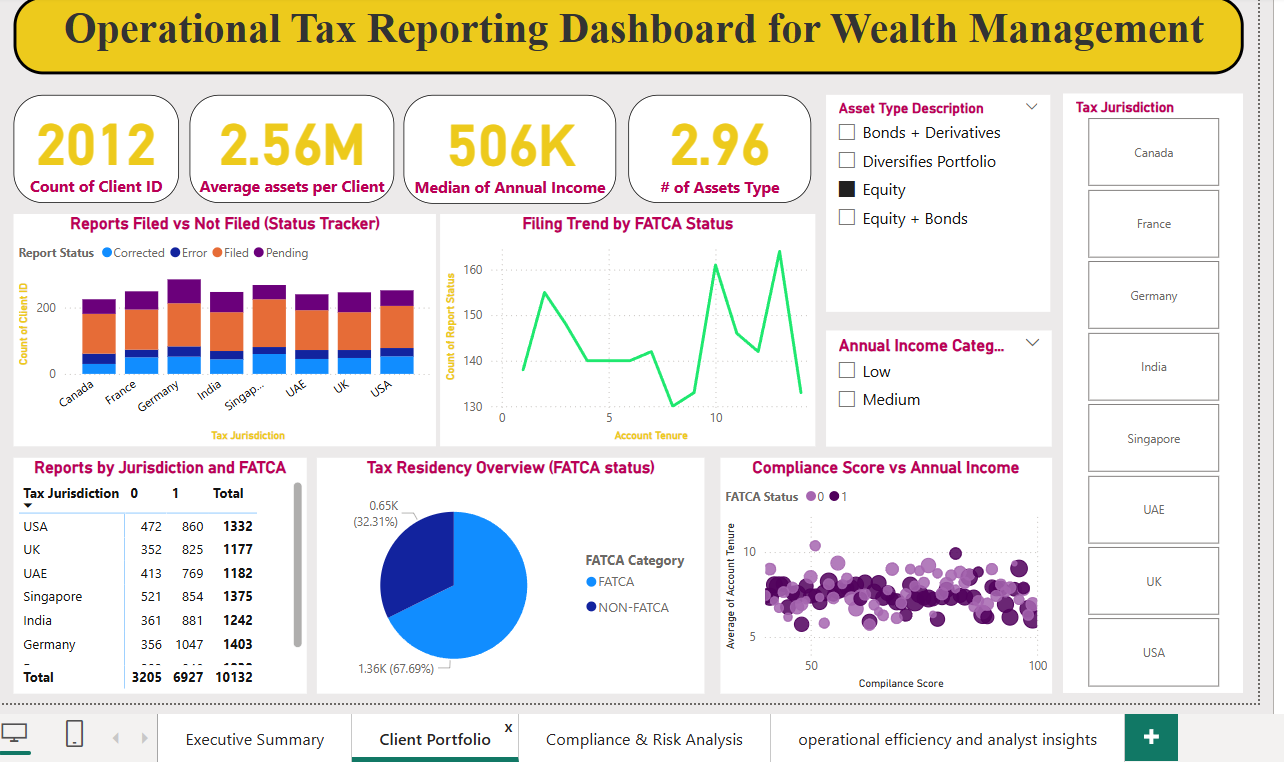 Operational Tax Reporting Dashboard for Wealth Management
2012
Count of Client ID
2.56M
Average assets per Client
506K
Median of Annual Income
2.96
# of Assets Type
Asset Type Description
Bonds + Derivatives
Diversifies Portfolio
Equity
Equity + Bonds
Annual Income Categ...
Low
Medium
Tax Jurisdiction
Canada
France
Germany
India
Singapore
UAE
UK
USA
Reports Filed vs Not Filed (Status Tracker)
Report Status Corrected Error Filed Pending
Count of Client ID
200
0
Canada France Germany India Singap... UAE UK USA
Tax Jurisdiction
Filing Trend by FATCA Status
Count of Report Status
160
150
140
130
0 5 10
Account Tenure
Reports by Jurisdiction and FATCA
Tax Jurisdiction 0 1 Total
USA 472 860 1332
UK 352 825 1177
UAE 413 769 1182
Singapore 521 854 1375
India 361 881 1242
Germany 356 1047 1403
Total 3205 6927 10132
Tax Residency Overview (FATCA status)
0.65K
(32.31%)
1.36K (67.69%)
FATCA Category
FATCA
NON-FATCA
Compliance Score vs Annual Income
FATCA Status 0 1
Average of Account Tenure
10
5
50 100
Compliance Score
Executive Summary
Client Portfolio x
Compliance & Risk Analysis
operational efficiency and analyst insights
+